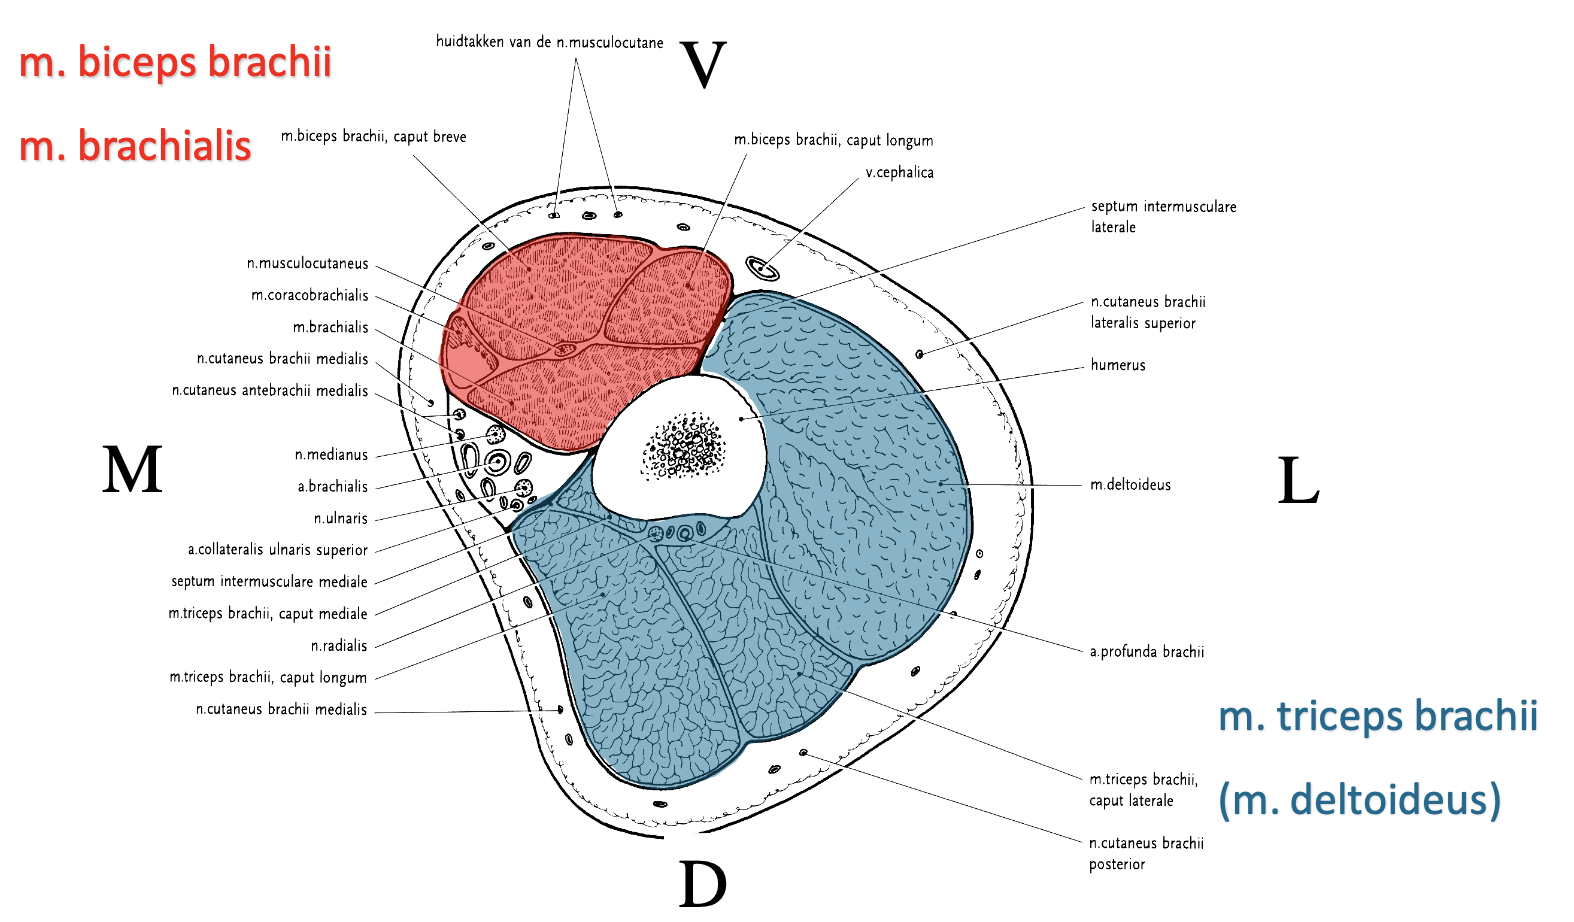 huidtakken van de n.musculocutane
V
m. biceps brachii
m. brachialis
m.biceps brachii, caput breve
m.biceps brachii, caput longum
v.cephalica
septum intermusculare
laterale
n.musculocutaneus
m.coracobrachialis
m.brachialis
n.cutaneus brachii medialis
n.cutaneus antebrachii medialis
n.medianus
a.brachialis
n.ulnaris
a.collateralis ulnaris superior
septum intermusculare mediale
m.triceps brachii, caput mediale
n.radialis
m.triceps brachii, caput longum
n.cutaneus brachii medialis
M
n.cutaneus brachii
lateralis superior
humerus
m.deltoideus
L
a.profunda brachii
m. triceps brachii
(m. deltoideus)
m.triceps brachii,
caput laterale
n.cutaneus brachii
posterior
D